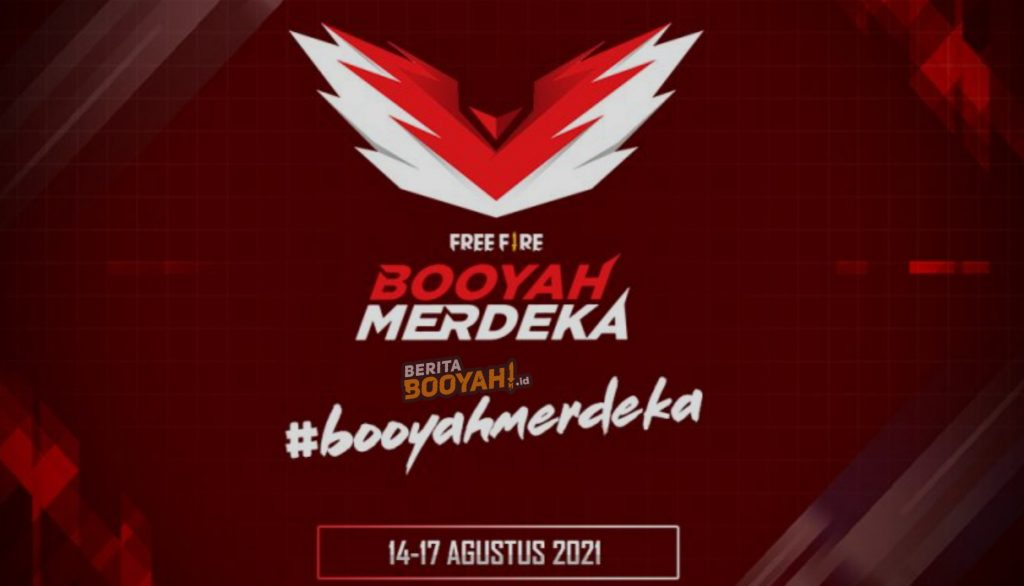 FREE FIRE
BOOYAH
MERDEKA
BERITA
BOOYAH!.id
#booyahmerdeka
14-17 AGUSTUS 2021